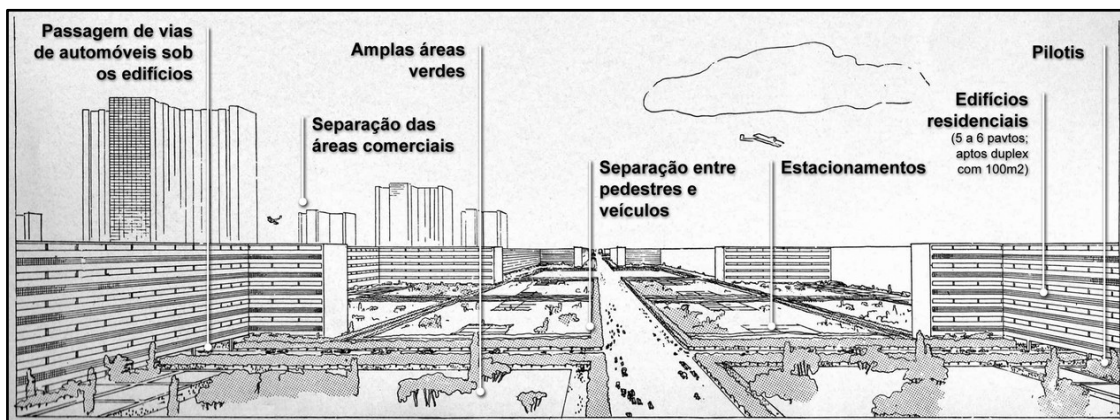 Passagem de vias
de automóveis sob
os edifícios
Amplas áreas
verdes
Separação das
áreas comerciais
Separação entre
pedestres e
veículos
Estacionamentos
Edifícios
residenciais
(5 a 6 pavtos;
aptos duplex
com 100m2)
Pilotis